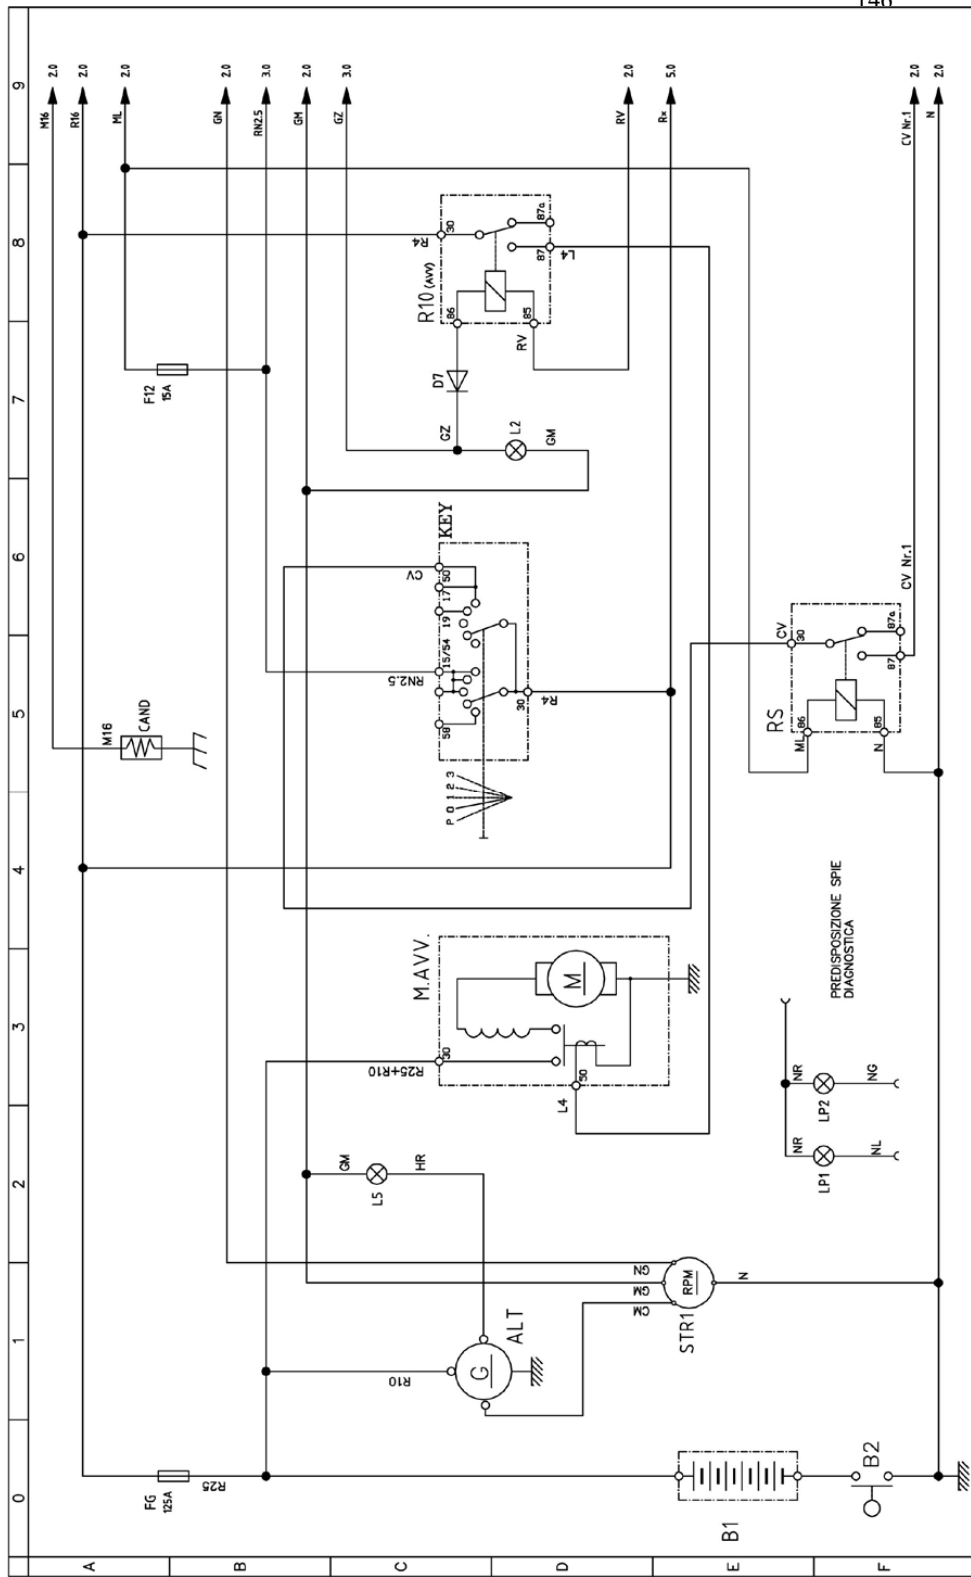 146
9
8
7
6
5
4
3
2
1
0
A
B
C
D
E
F
M16 2.0
R16 2.0
ML 2.0
GN 2.0
RN2.5 3.0
GM 2.0
GZ 3.0
RV 2.0
R* 5.0
CV Nr.1 2.0
N 2.0
R4
30
87a
87
L4
R10 (AVV)
86
85
RV
F12
15A
D7
GZ
L2
GM
KEY
CV
50
17
19
15/54
RN2.5
58
30
R4
P 0 1 2 3
M16
CAND
CV
30
87a
87
RS
ML
86
85
N
CV Nr.1
M.AVV.
M
30
R25+R10
50
L4
PREDISPOSIZIONE SPIE
DIAGNOSTICA
NR
LP2
NG
NR
LP1
NL
GM
L5
HR
GN
GM
CM
RPM
N
STR1
ALT
G
R10
FG
125A
R25
B1
B2